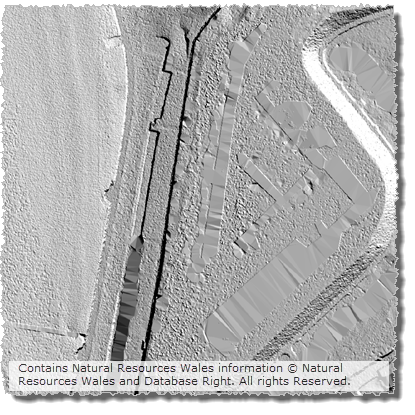 Contains Natural Resources Wales information © Natural
Resources Wales and Database Right. All rights Reserved.